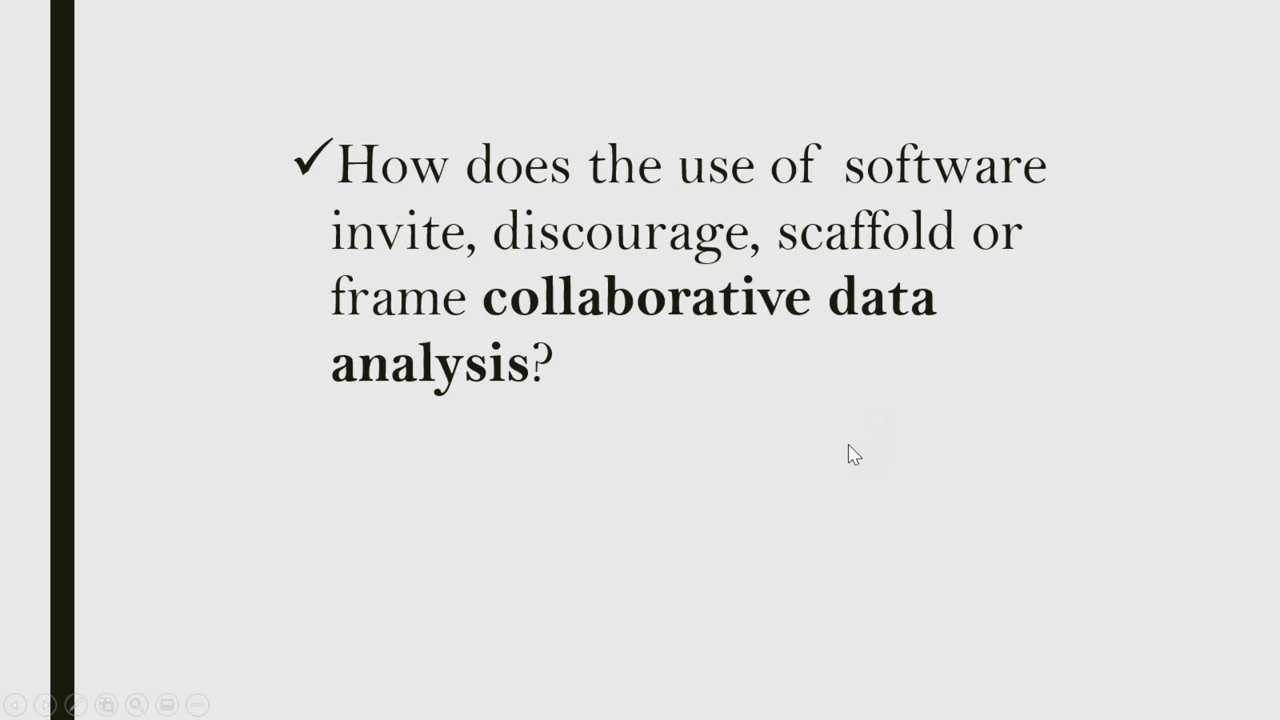 ✓How does the use of  software
invite, discourage, scaffold or
frame collaborative data
analysis?